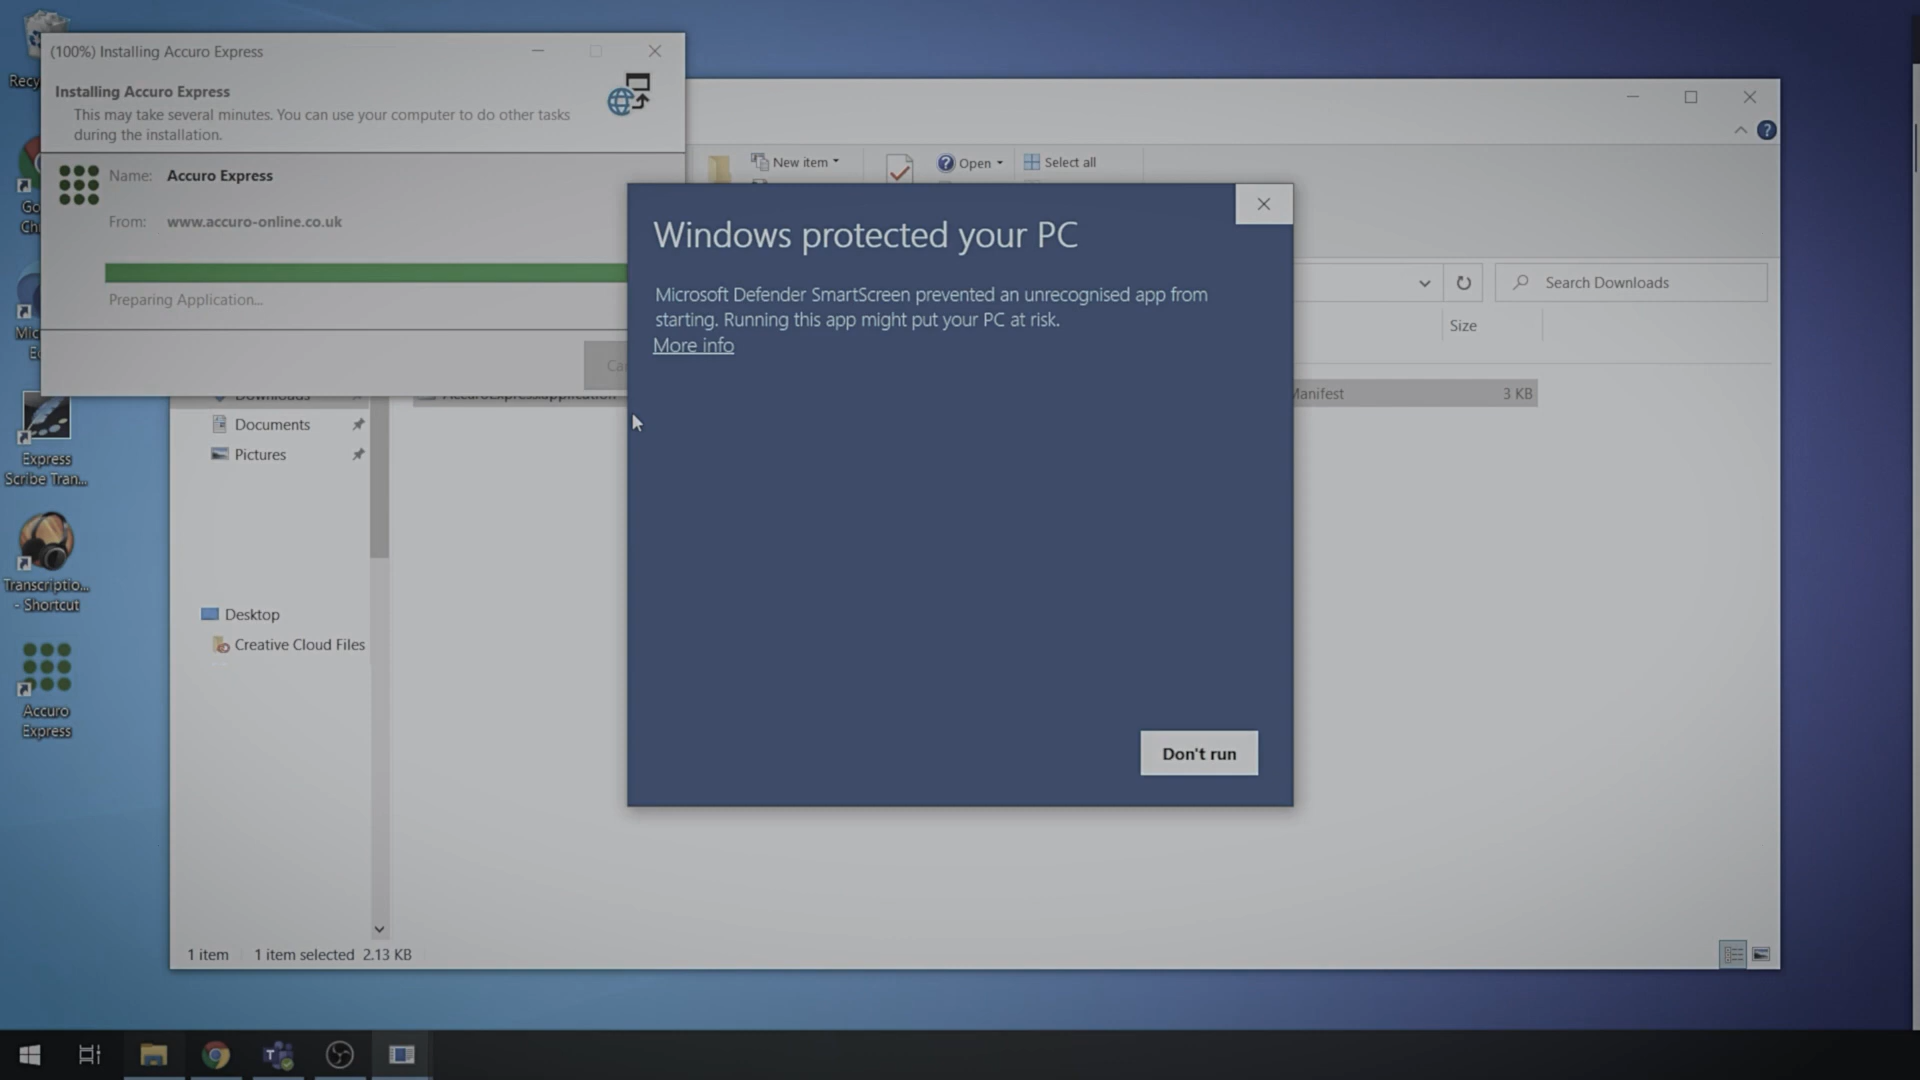 (100%) Installing Accuro Express
Installing Accuro Express
This may take several minutes. You can use your computer to do other tasks
during the installation.
Name: Accuro Express
From: www.accuro-online.co.uk
Preparing Application...
New item
Open
Select all
Windows protected your PC
Microsoft Defender SmartScreen prevented an unrecognised app from
starting. Running this app might put your PC at risk.
More info
Don't run
Search Downloads
Size
Manifest 3 KB
Documents
Pictures
Desktop
Creative Cloud Files
1 item 1 item selected 2.13 KB
Recy
Go
Ch
Mic
E
Express
Scribe Tran...
Transcriptio...
- Shortcut
Accuro
Express